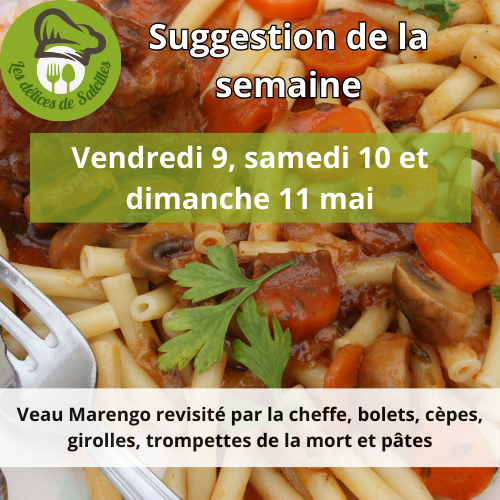 Les délices de Saleilles
Suggestion de la
semaine
Vendredi 9, samedi 10 et
dimanche 11 mai
Veau Marengo revisité par la cheffe, bolets, cèpes,
girolles, trompettes de la mort et pâtes